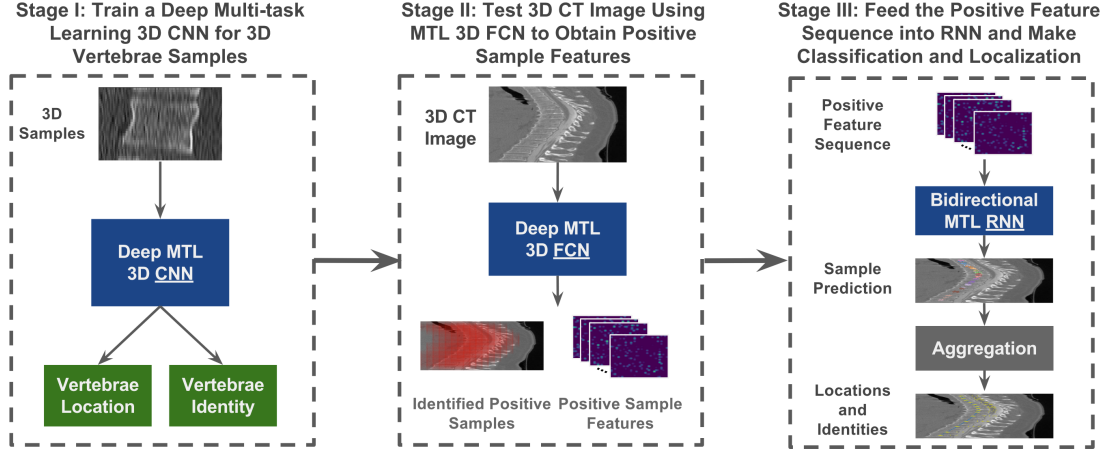 Stage I: Train a Deep Multi-task
Learning 3D CNN for 3D
Vertebrae Samples
3D
Samples
Deep MTL
3D CNN
Vertebrae
Location
Vertebrae
Identity
Stage II: Test 3D CT Image Using
MTL 3D FCN to Obtain Positive
Sample Features
3D CT
Image
Deep MTL
3D FCN
Identified Positive
Samples
Positive Sample
Features
Stage III: Feed the Positive Feature
Sequence into RNN and Make
Classification and Localization
Positive
Feature
Sequence
Bidirectional
MTL RNN
Sample
Prediction
Aggregation
Locations
and
Identities